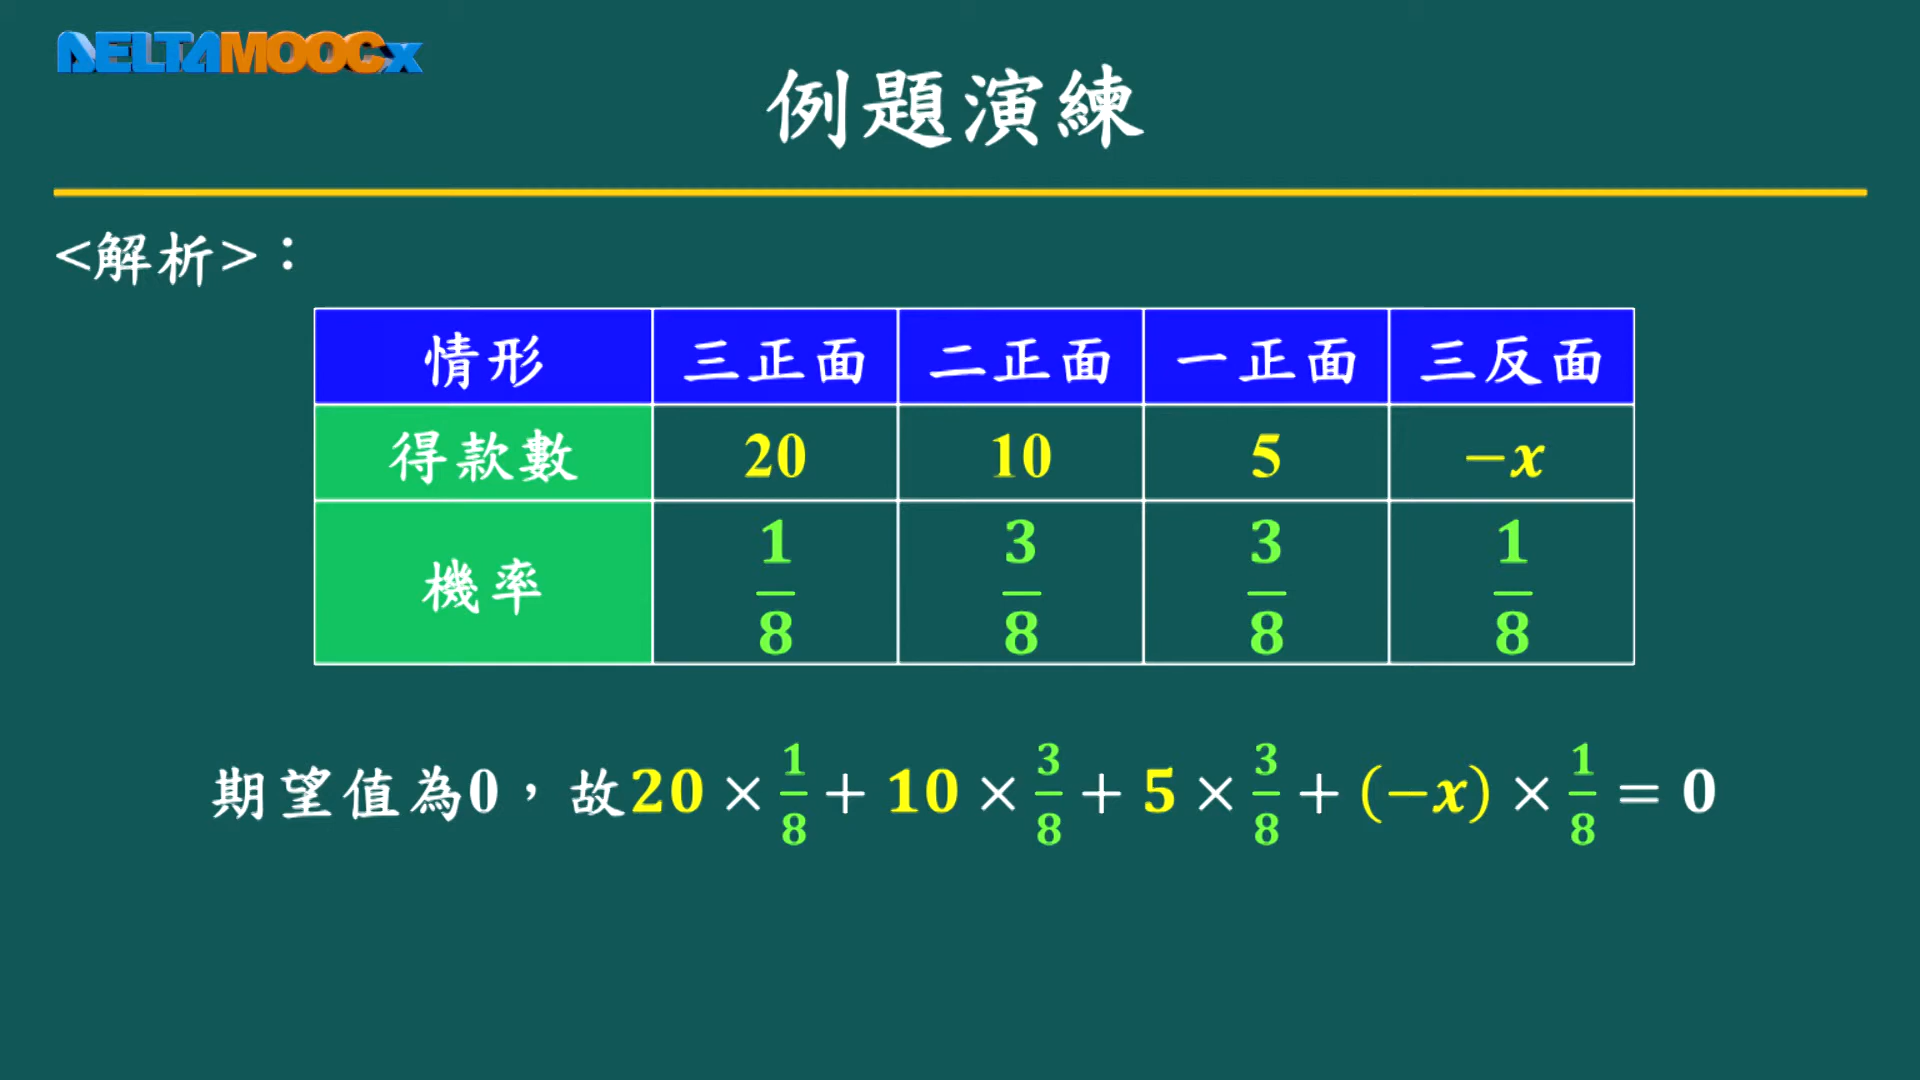 DELTAMOOCx
例題演練
<解析>：
情形 三正面 二正面 一正面 三反面
得款數 20 10 5 −x
機率 1/8 3/8 3/8 1/8
期望值為0，故20 × 1/8 + 10 × 3/8 + 5 × 3/8 + (−x) × 1/8 = 0